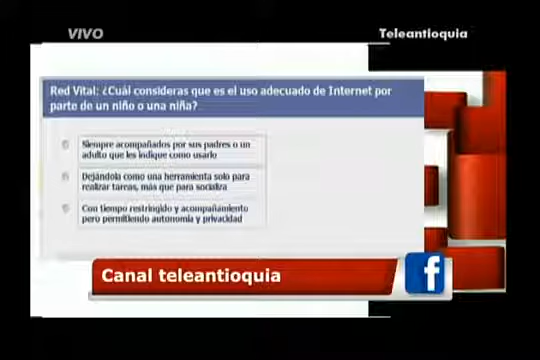 VIVO
Teleantioquia
Red Vital: ¿Cuál consideras que es el uso adecuado de Internet por
parte de un niño o una niña?
Siempre acompañados por sus padres o un
adulto que les indique como usarlo
Dejándola como una herramienta solo para
realizar tareas, más que para socializa
Con tiempo restringido y acompañamiento
pero permitiendo autonomía y privacidad
Canal teleantioquia
f